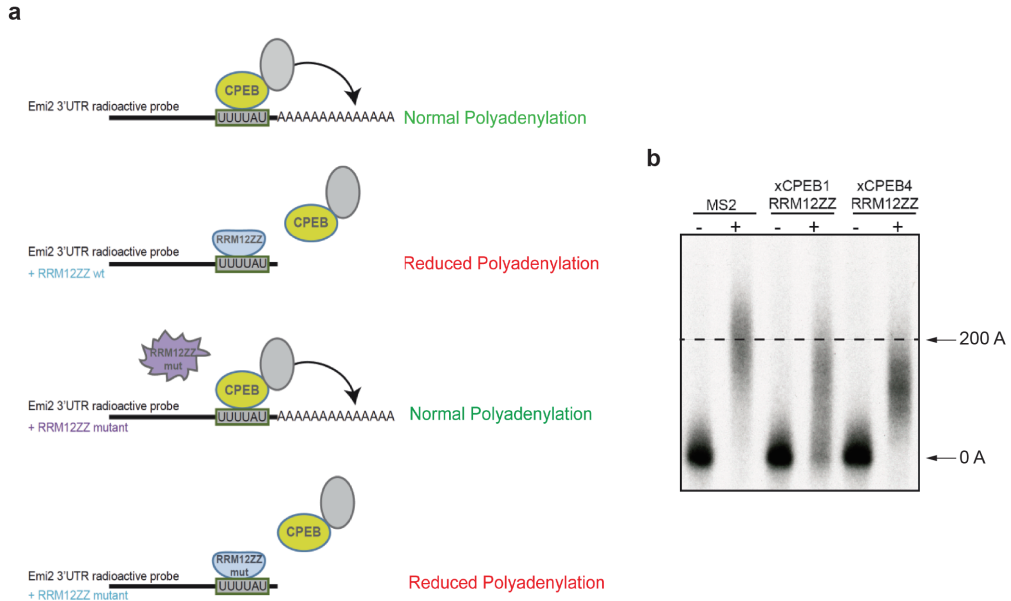 a
CPEB
Emi2 3'UTR radioactive probe
UUUUAU AAAAAAAAAAAAAA Normal Polyadenylation
CPEB
RRM12ZZ
Emi2 3'UTR radioactive probe
UUUUAU
Reduced Polyadenylation
+ RRM12ZZ wt
RRM12ZZ
mut
CPEB
Emi2 3'UTR radioactive probe
UUUUAU AAAAAAAAAAAAAA Normal Polyadenylation
+ RRM12ZZ mutant
CPEB
RRM12ZZ
mut
Emi2 3'UTR radioactive probe
UUUUAU
Reduced Polyadenylation
+ RRM12ZZ mutant
b
MS2
xCPEB1
RRM12ZZ
xCPEB4
RRM12ZZ
- + - + - +
200 A
0 A